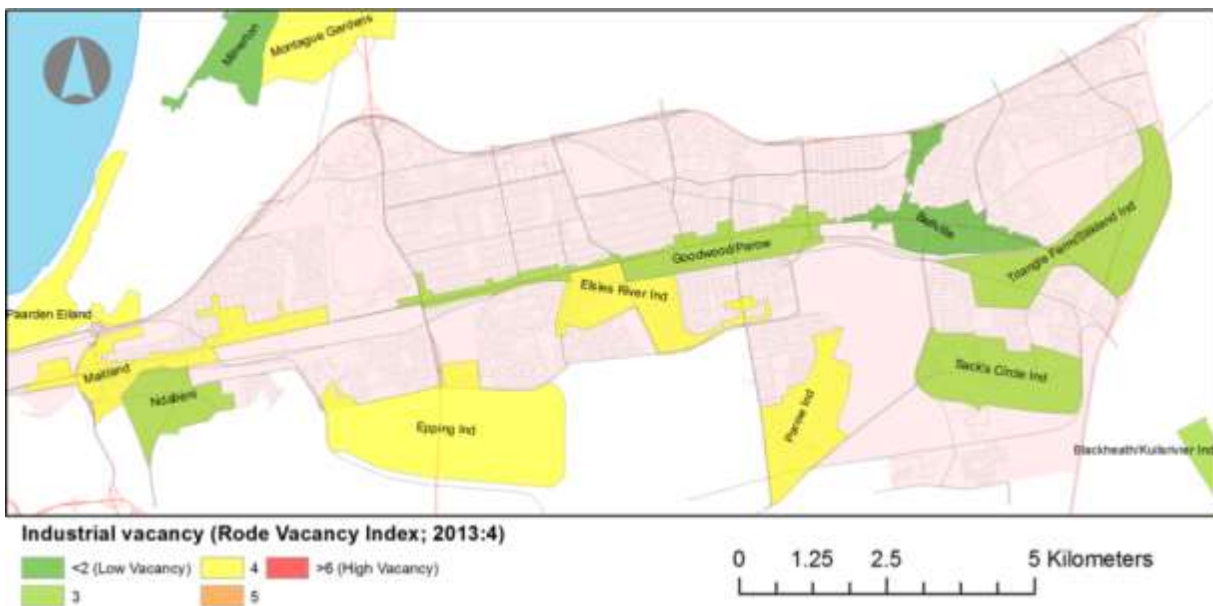 Milnerton
Montague Gardens
Bellville
Triangle Farm/Stikland Ind
Goodwood/Parow
Elsies River Ind
Paarden Eiland
Maitland
Sack's Circle Ind
Ndabeni
Parow Ind
Epping Ind
Blackheath/Kuilsrivier Ind
Industrial vacancy (Rode Vacancy Index; 2013:4)
<2 (Low Vacancy) 4 >6 (High Vacancy)
3 5
0 1.25 2.5 5 Kilometers